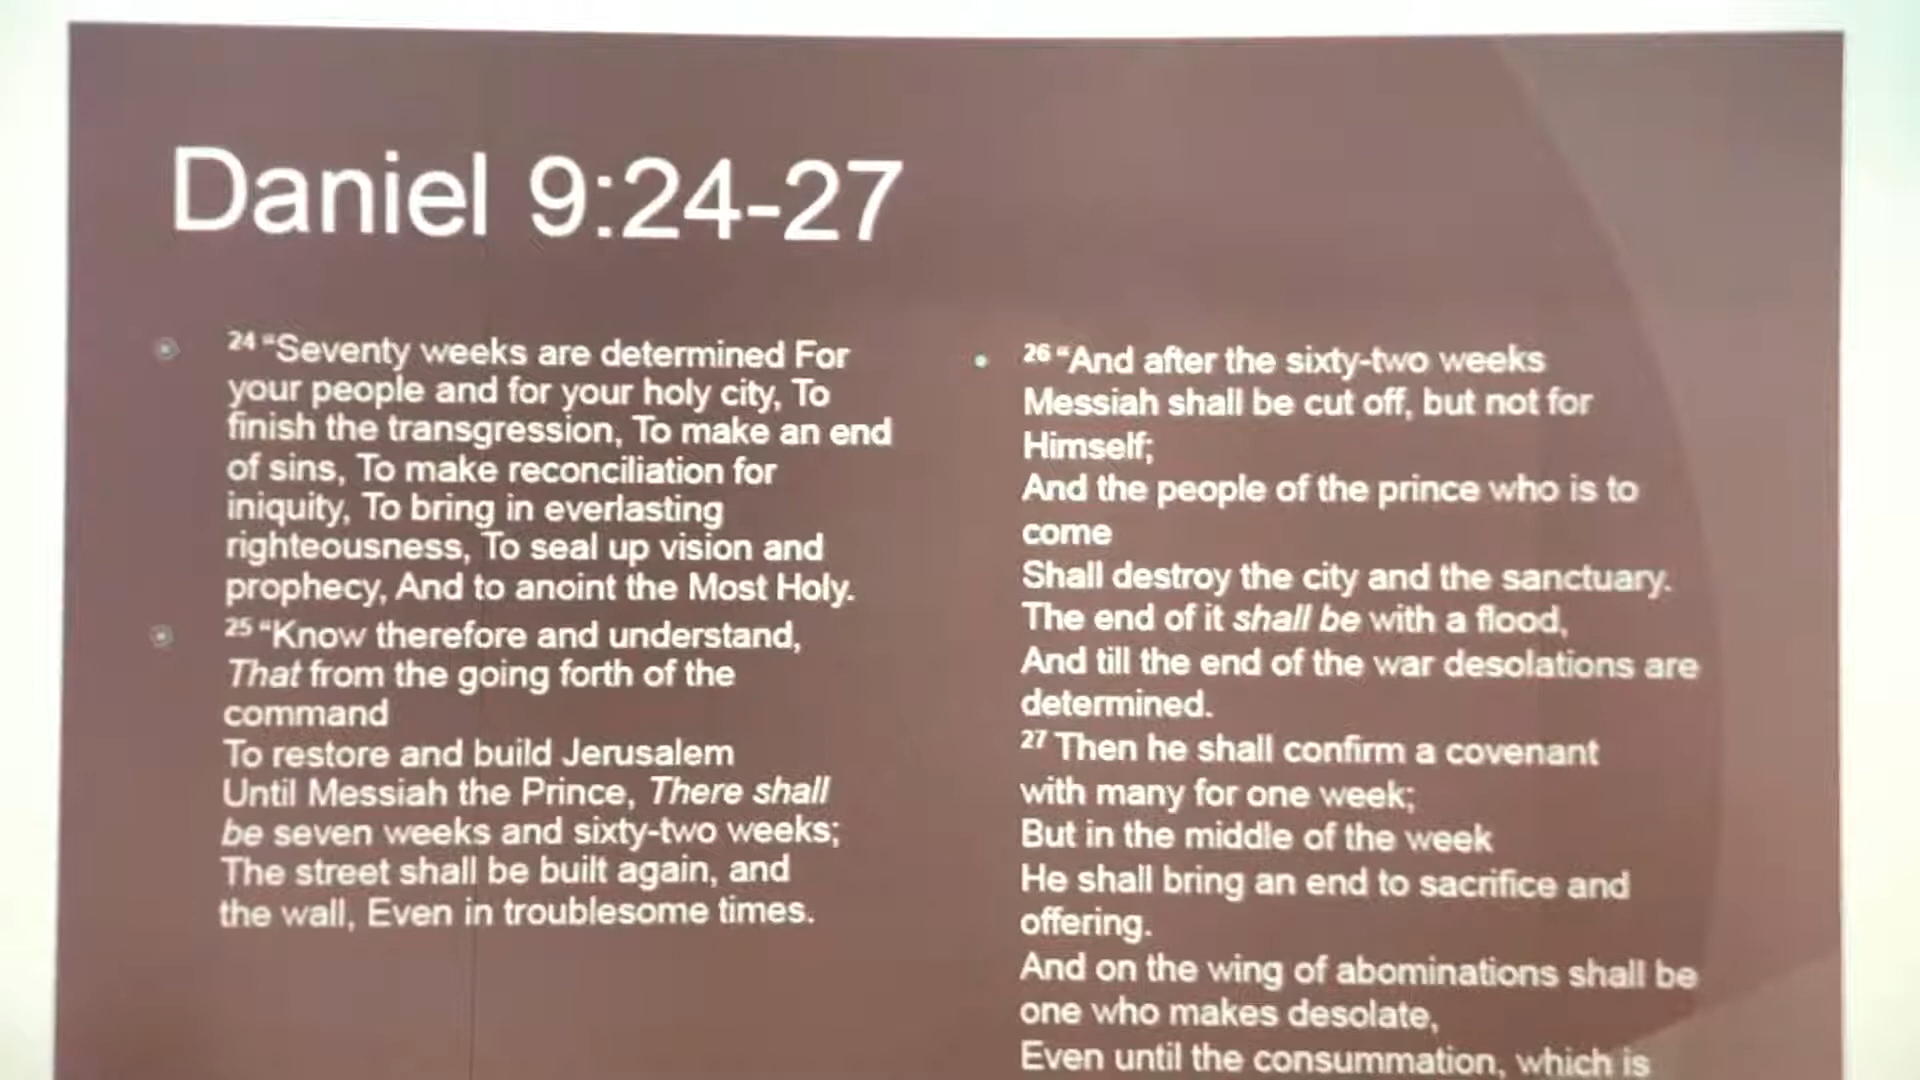 Daniel 9:24-27
24 “Seventy weeks are determined For
your people and for your holy city, To
finish the transgression, To make an end
of sins, To make reconciliation for
iniquity, To bring in everlasting
righteousness, To seal up vision and
prophecy, And to anoint the Most Holy.
25 “Know therefore and understand,
That from the going forth of the
command
To restore and build Jerusalem
Until Messiah the Prince, There shall
be seven weeks and sixty-two weeks;
The street shall be built again, and
the wall, Even in troublesome times.
26 “And after the sixty-two weeks
Messiah shall be cut off, but not for
Himself;
And the people of the prince who is to
come
Shall destroy the city and the sanctuary.
The end of it shall be with a flood,
And till the end of the war desolations are
determined.
27 Then he shall confirm a covenant
with many for one week;
But in the middle of the week
He shall bring an end to sacrifice and
offering.
And on the wing of abominations shall be
one who makes desolate,
Even until the consummation, which is